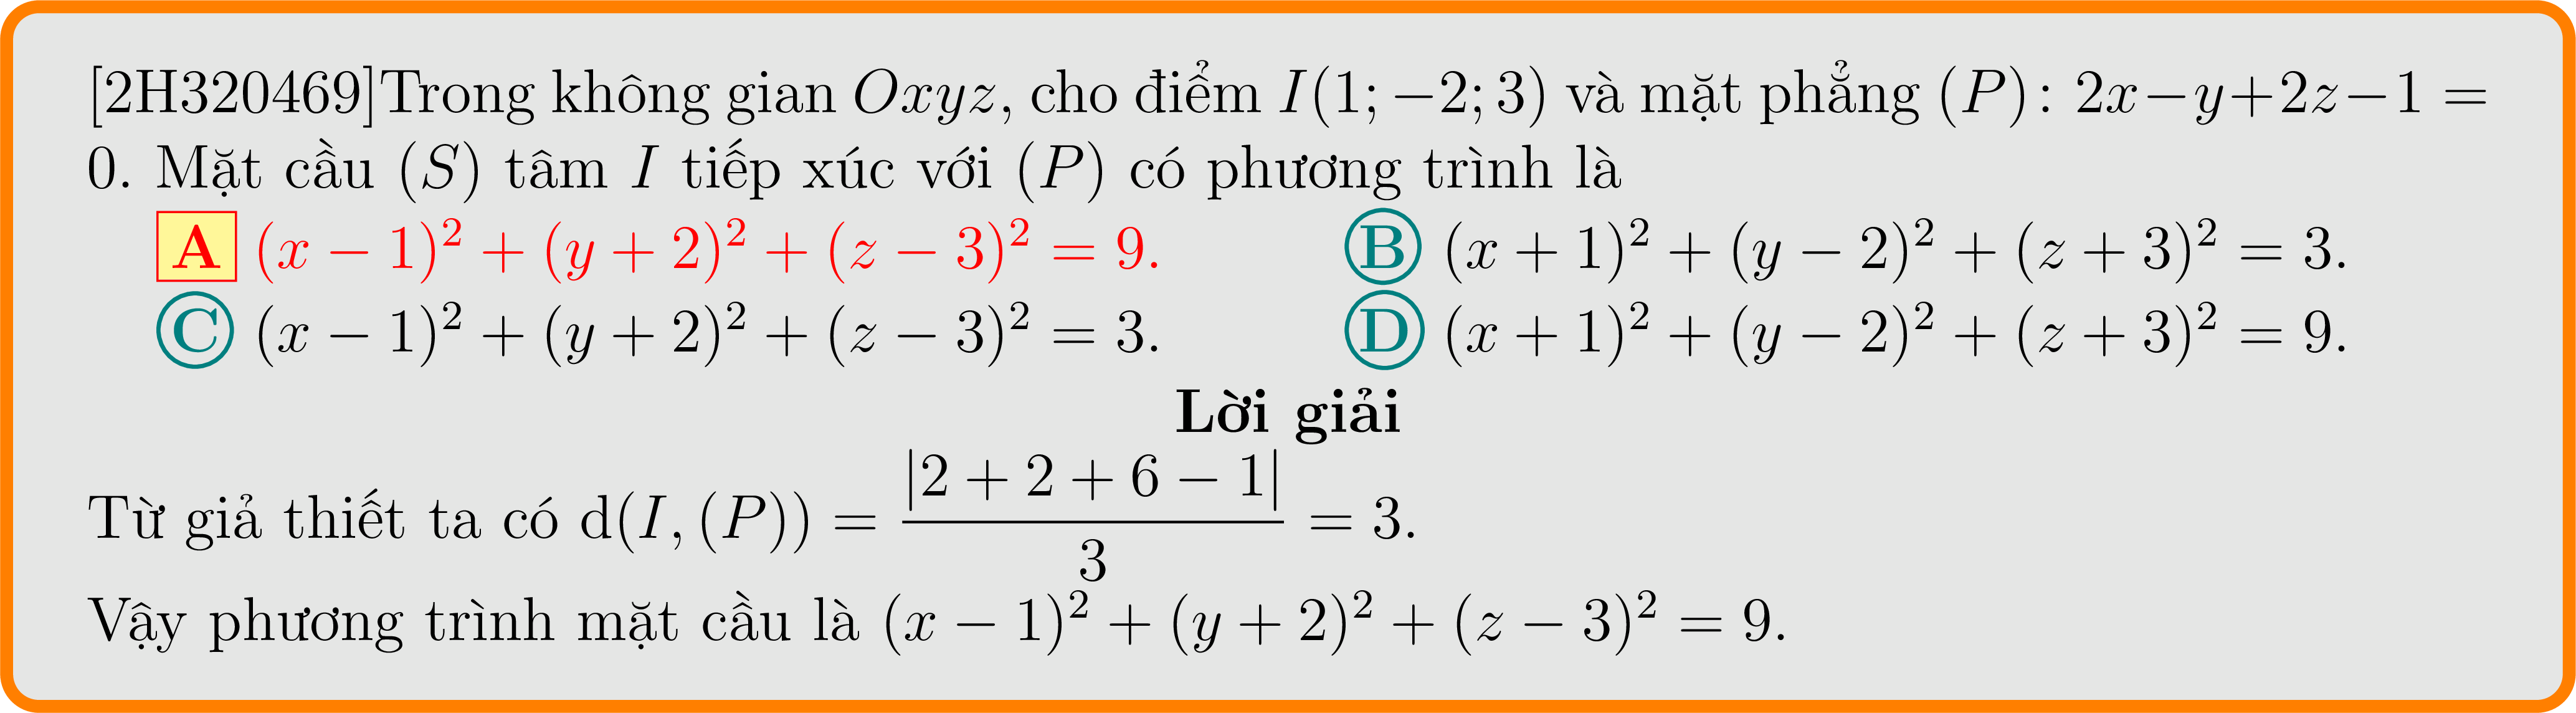 [2H320469]Trong không gian Oxyz, cho điểm I(1; −2; 3) và mặt phẳng (P): 2x−y+2z−1 =
0. Mặt cầu (S) tâm I tiếp xúc với (P) có phương trình là
A (x − 1)² + (y + 2)² + (z − 3)² = 9. B (x + 1)² + (y − 2)² + (z + 3)² = 3.
C (x − 1)² + (y + 2)² + (z − 3)² = 3. D (x + 1)² + (y − 2)² + (z + 3)² = 9.
Lời giải
Từ giả thiết ta có d(I, (P)) = |2 + 2 + 6 − 1| / 3 = 3.
Vậy phương trình mặt cầu là (x − 1)² + (y + 2)² + (z − 3)² = 9.